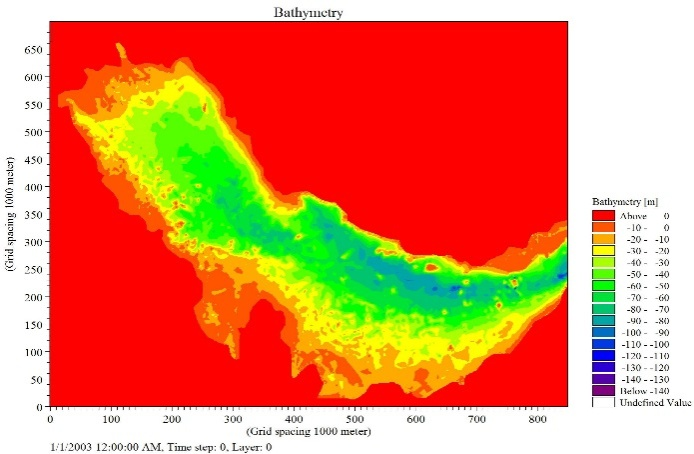 Bathymetry
(Grid spacing 1000 meter)
650
600
550
500
450
400
350
300
250
200
150
100
50
0
0 100 200 300 400 500 600 700 800
(Grid spacing 1000 meter)
1/1/2003 12:00:00 AM, Time step: 0, Layer: 0
Bathymetry [m]
Above 0
-10 - 0
-20 - -10
-30 - -20
-40 - -30
-50 - -40
-60 - -50
-70 - -60
-80 - -70
-90 - -80
-100 - -90
-110 - -100
-120 - -110
-130 - -120
-140 - -130
Below -140
Undefined Value